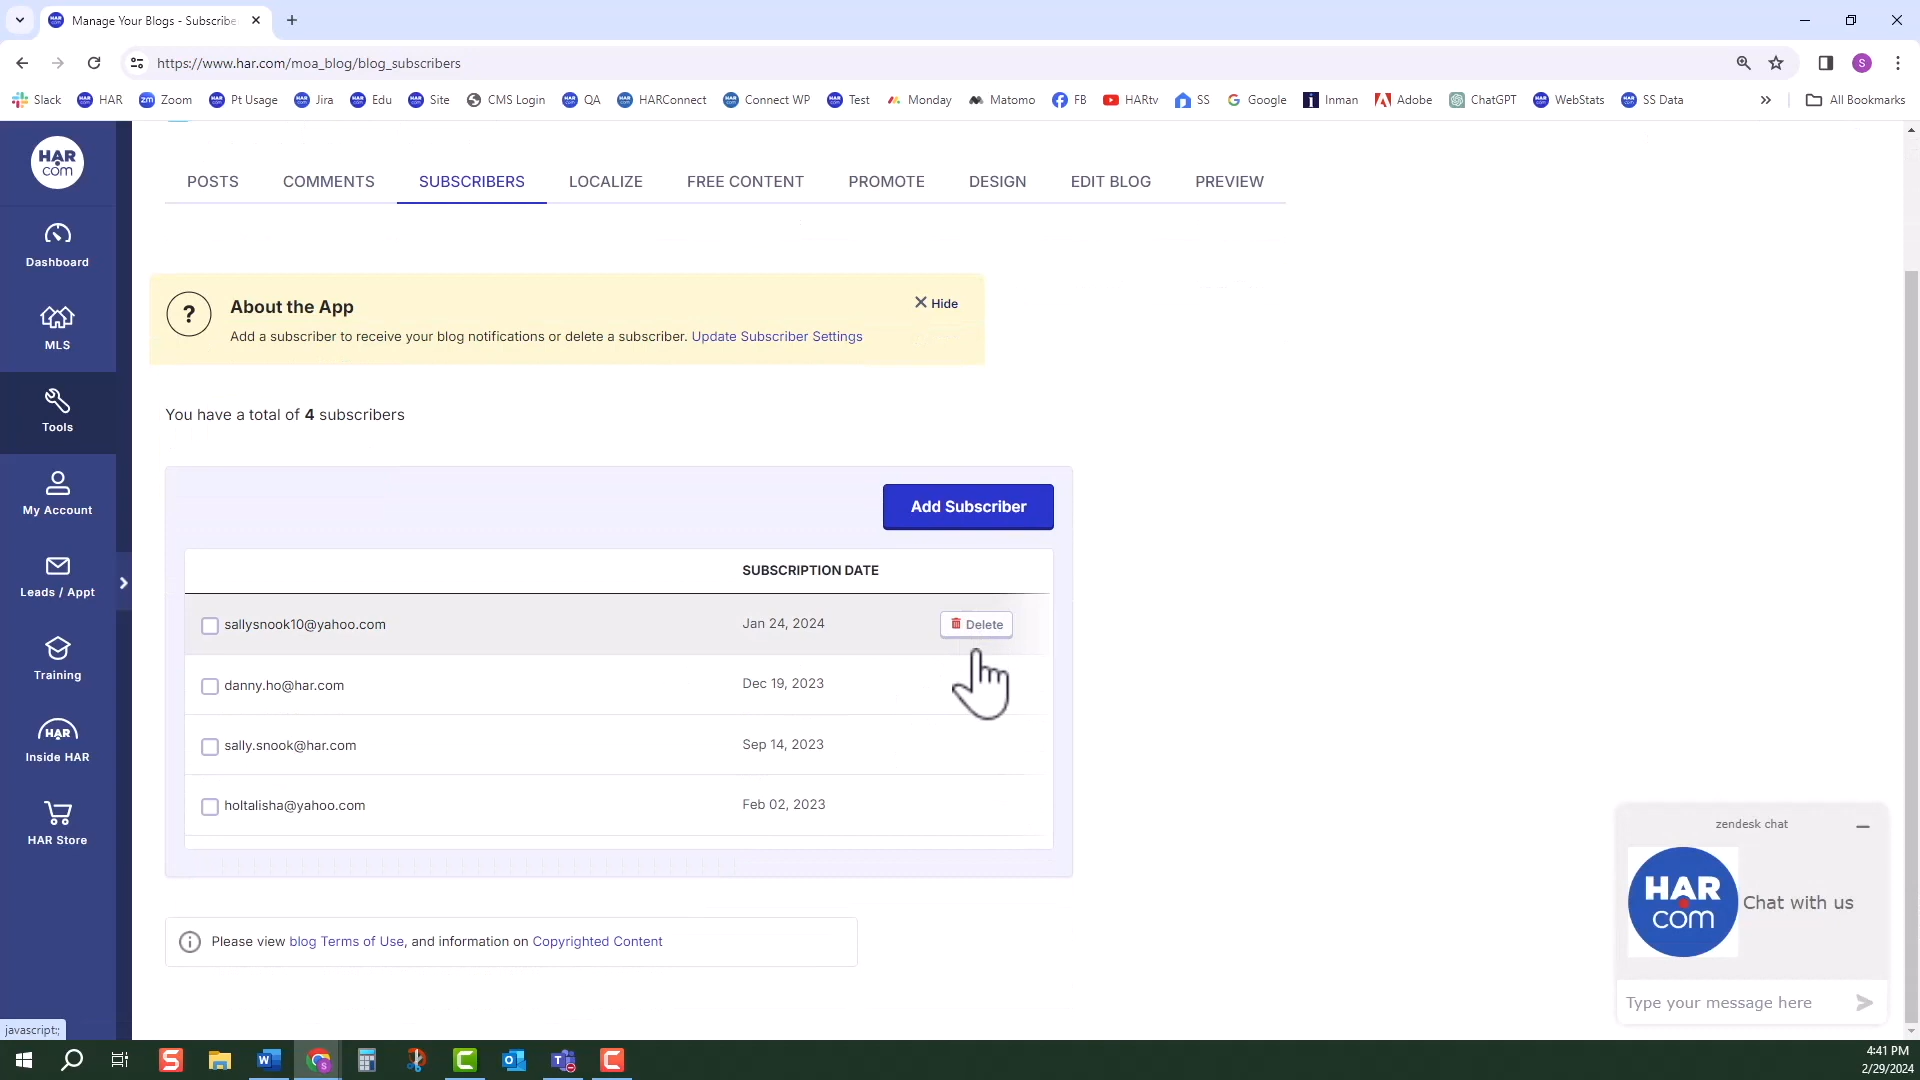 Manage Your Blogs - Subscribe
https://www.har.com/moa_blog/blog_subscribers
Slack HAR Zoom Pt Usage Jira Edu Site CMS Login QA HARConnect Connect WP Test Monday Matomo FB HARtv SS Google Inman Adobe ChatGPT WebStats SS Data » All Bookmarks
HAR com
Dashboard
MLS
Tools
My Account
Leads / Appt
Training
HAR
Inside HAR
HAR Store
POSTS COMMENTS SUBSCRIBERS LOCALIZE FREE CONTENT PROMOTE DESIGN EDIT BLOG PREVIEW
? About the App
Hide
Add a subscriber to receive your blog notifications or delete a subscriber. Update Subscriber Settings
You have a total of 4 subscribers
Add Subscriber
SUBSCRIPTION DATE
sallysnook10@yahoo.com Jan 24, 2024 Delete
danny.ho@har.com Dec 19, 2023
sally.snook@har.com Sep 14, 2023
holtalisha@yahoo.com Feb 02, 2023
Please view blog Terms of Use, and information on Copyrighted Content
zendesk chat
HAR com
Chat with us
Type your message here
javascript:;
4:41 PM
2/29/2024